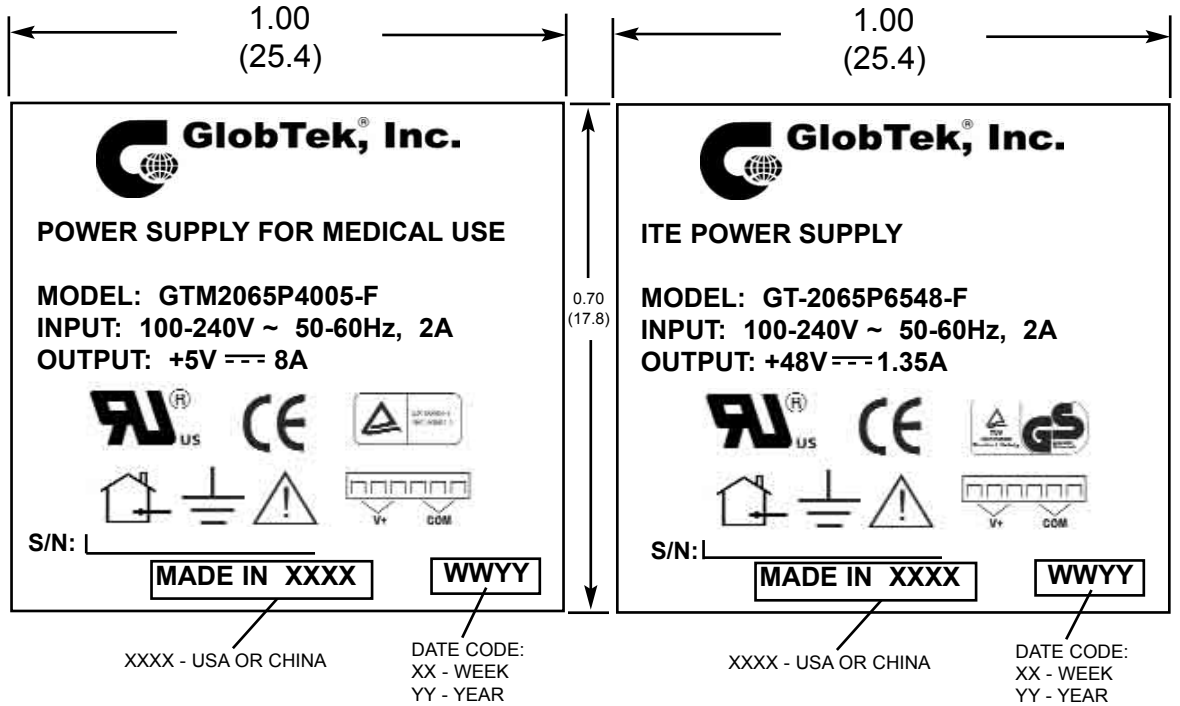 1.00
(25.4)
GlobTek,® Inc.
POWER SUPPLY FOR MEDICAL USE
MODEL: GTM2065P4005-F
INPUT: 100-240V ~ 50-60Hz, 2A
OUTPUT: +5V 8A
®
US
CE
V+ COM
S/N:
MADE IN XXXX
WWYY
XXXX - USA OR CHINA
DATE CODE:
XX - WEEK
YY - YEAR
0.70
(17.8)
1.00
(25.4)
GlobTek,® Inc.
ITE POWER SUPPLY
MODEL: GT-2065P6548-F
INPUT: 100-240V ~ 50-60Hz, 2A
OUTPUT: +48V 1.35A
®
US
CE
TUV
GS
V+ COM
S/N:
MADE IN XXXX
WWYY
XXXX - USA OR CHINA
DATE CODE:
XX - WEEK
YY - YEAR